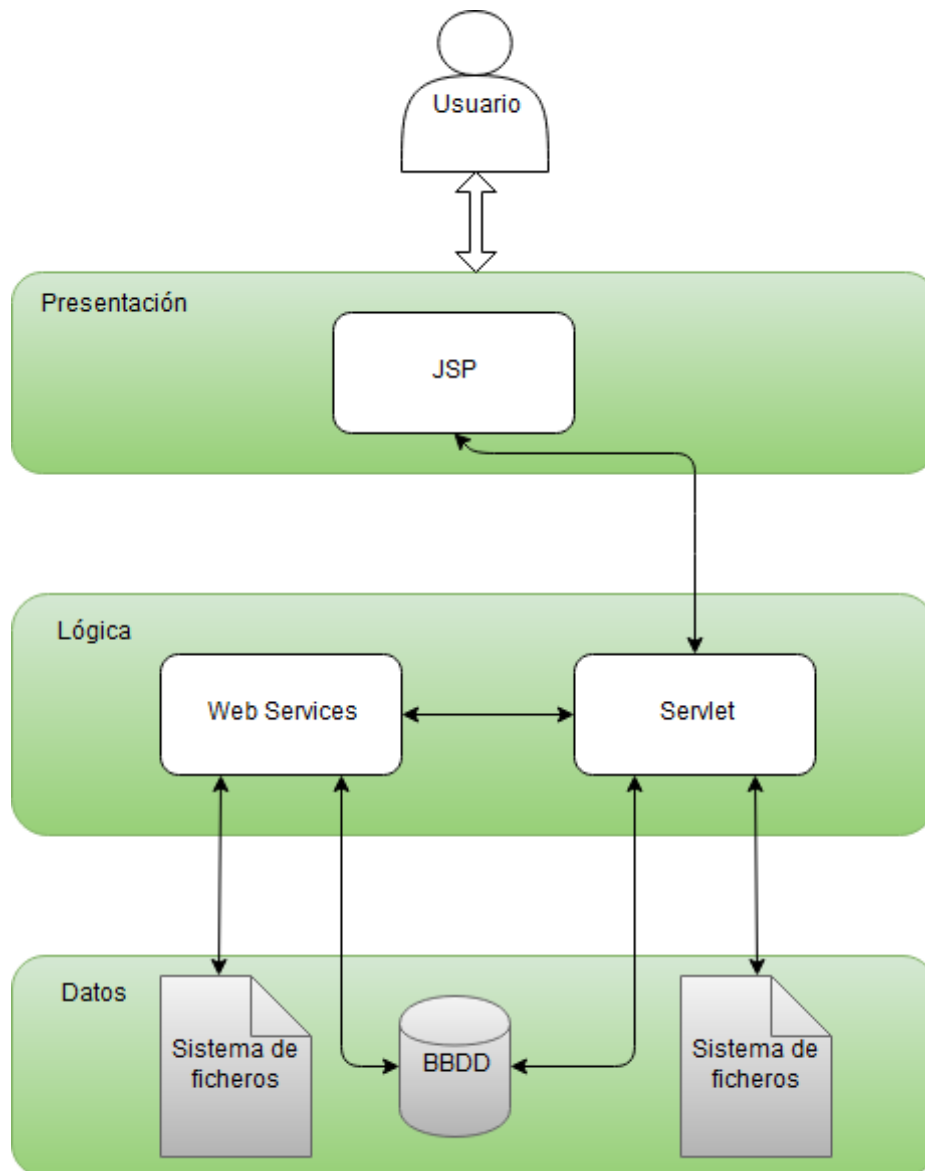 Usuario
Presentación
JSP
Lógica
Web Services
Servlet
Datos
Sistema de
ficheros
BBDD
Sistema de
ficheros